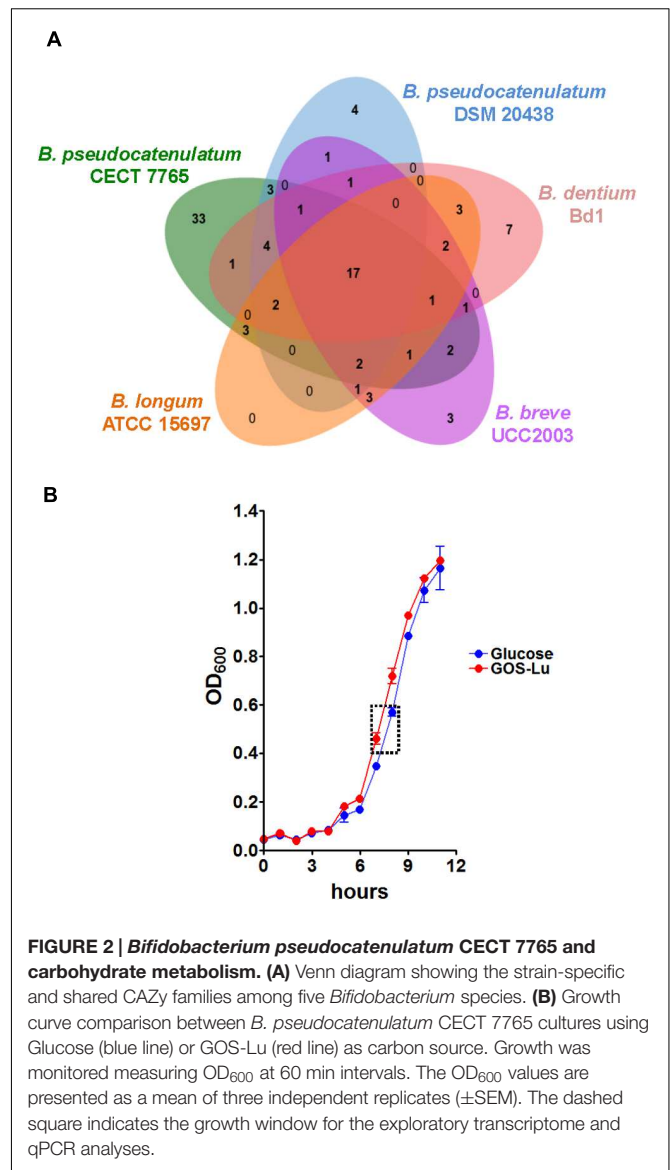 A
B. pseudocatenulatum
DSM 20438
4
B. pseudocatenulatum
CECT 7765
1
0
0
B. dentium
Bd1
3
0
1
33
1
0
3
7
4
2
1
17
0
2
1
1
0
3
0
2
1
2
B. longum
ATCC 15697
0
1
3
0
3
B. breve
UCC2003
B
1.4
1.2
1.0
0.8
0.6
0.4
0.2
0.0
OD600
0
3
6
9
12
hours
Glucose
GOS-Lu
FIGURE 2 | Bifidobacterium pseudocatenulatum CECT 7765 and
carbohydrate metabolism. (A) Venn diagram showing the strain-specific
and shared CAZy families among five Bifidobacterium species. (B) Growth
curve comparison between B. pseudocatenulatum CECT 7765 cultures using
Glucose (blue line) or GOS-Lu (red line) as carbon source. Growth was
monitored measuring OD600 at 60 min intervals. The OD600 values are
presented as a mean of three independent replicates (±SEM). The dashed
square indicates the growth window for the exploratory transcriptome and
qPCR analyses.